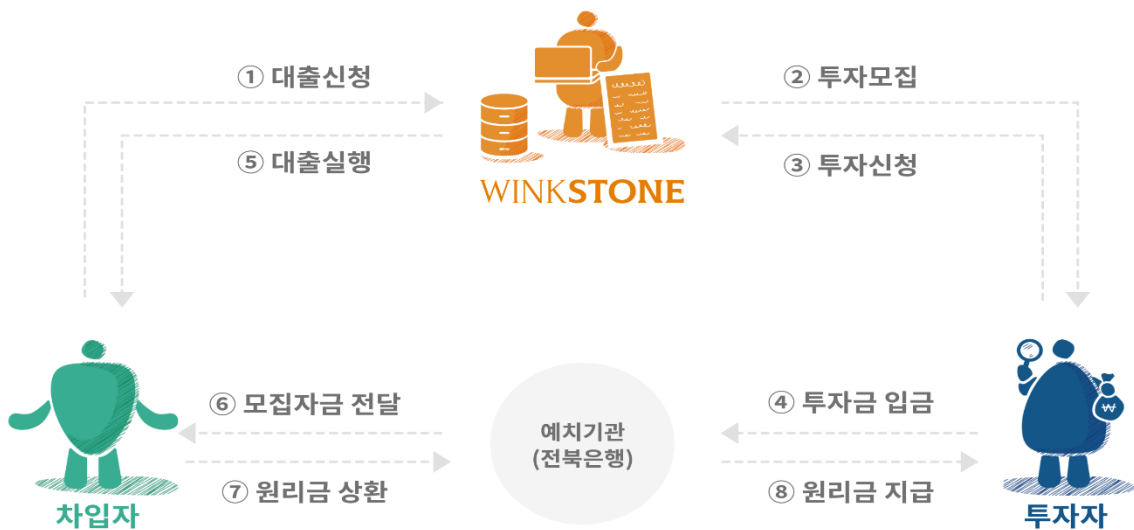 ① 대출신청
② 투자모집
⑤ 대출실행
③ 투자신청
WINKSTONE
⑥ 모집자금 전달
④ 투자금 입금
예치기관
(전북은행)
₩
⑦ 원리금 상환
⑧ 원리금 지급
차입자
투자자